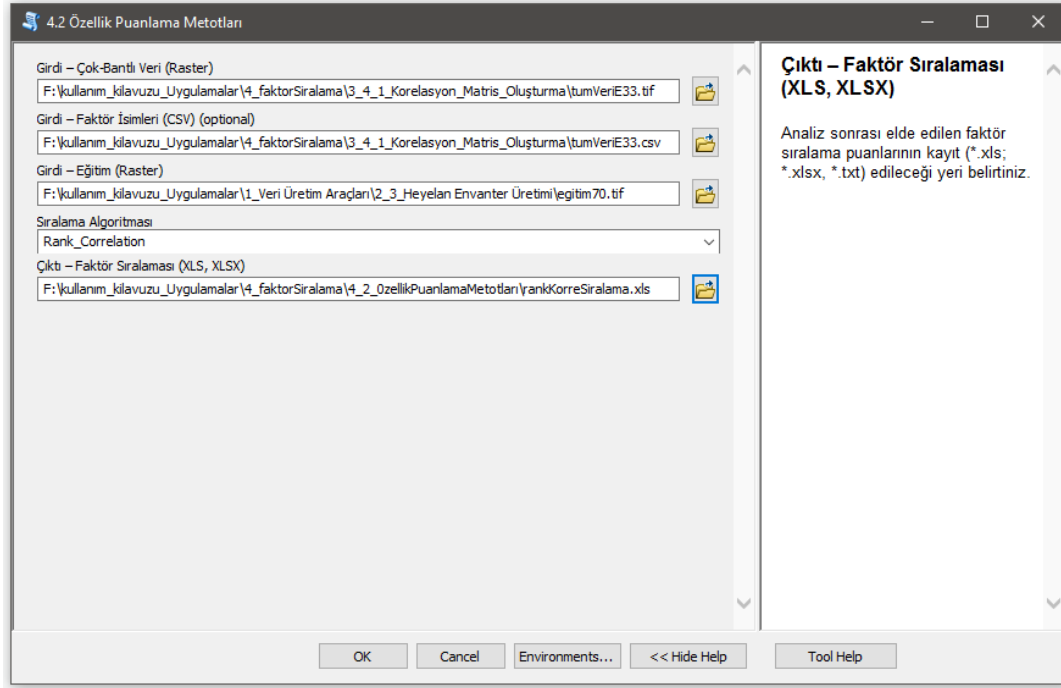 4.2 Özellik Puanlama Metotları
Girdi – Çok-Bantlı Veri (Raster)
F:\kullanım_kilavuzu_Uygulamalar\4_faktorSiralama\3_4_1_Korelasyon_Matris_Oluşturma\tumVeriE33.tif
Girdi – Faktör İsimleri (CSV) (optional)
F:\kullanım_kilavuzu_Uygulamalar\4_faktorSiralama\3_4_1_Korelasyon_Matris_Oluşturma\tumVeriE33.csv
Girdi – Eğitim (Raster)
F:\kullanım_kilavuzu_Uygulamalar\1_Veri Üretim Araçları\2_3_Heyelan Envanter Üretimi\egitim70.tif
Sıralama Algoritması
Rank_Correlation
Çıktı – Faktör Sıralaması (XLS, XLSX)
F:\kullanım_kilavuzu_Uygulamalar\4_faktorSiralama\4_2_0zellikPuanlamaMetotları\rankKorreSiralama.xls
Çıktı – Faktör Sıralaması
(XLS, XLSX)
Analiz sonrası elde edilen faktör
sıralama puanlarının kayıt (*.xls;
*.xlsx, *.txt) edileceği yeri belirtiniz.
OK
Cancel
Environments...
<< Hide Help
Tool Help